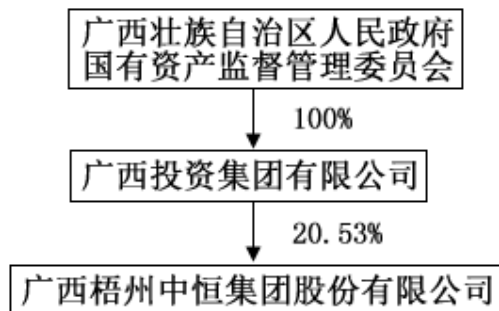 广西壮族自治区人民政府
国有资产监督管理委员会
100%
广西投资集团有限公司
20.53%
广西梧州中恒集团股份有限公司